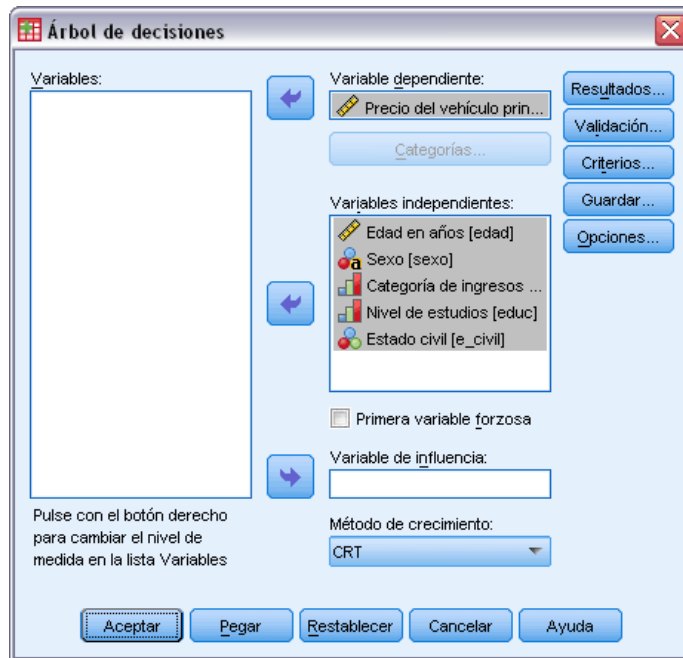 Árbol de decisiones
Variables:
Pulse con el botón derecho
para cambiar el nivel de
medida en la lista Variables
Variable dependiente:
Precio del vehículo prin...
Categorías...
Variables independientes:
Edad en años [edad]
Sexo [sexo]
Categoría de ingresos ...
Nivel de estudios [educ]
Estado civil [e_civil]
Primera variable forzosa
Variable de influencia:
Método de crecimiento:
CRT
Resultados...
Validación...
Criterios...
Guardar...
Opciones...
Aceptar Pegar Restablecer Cancelar Ayuda